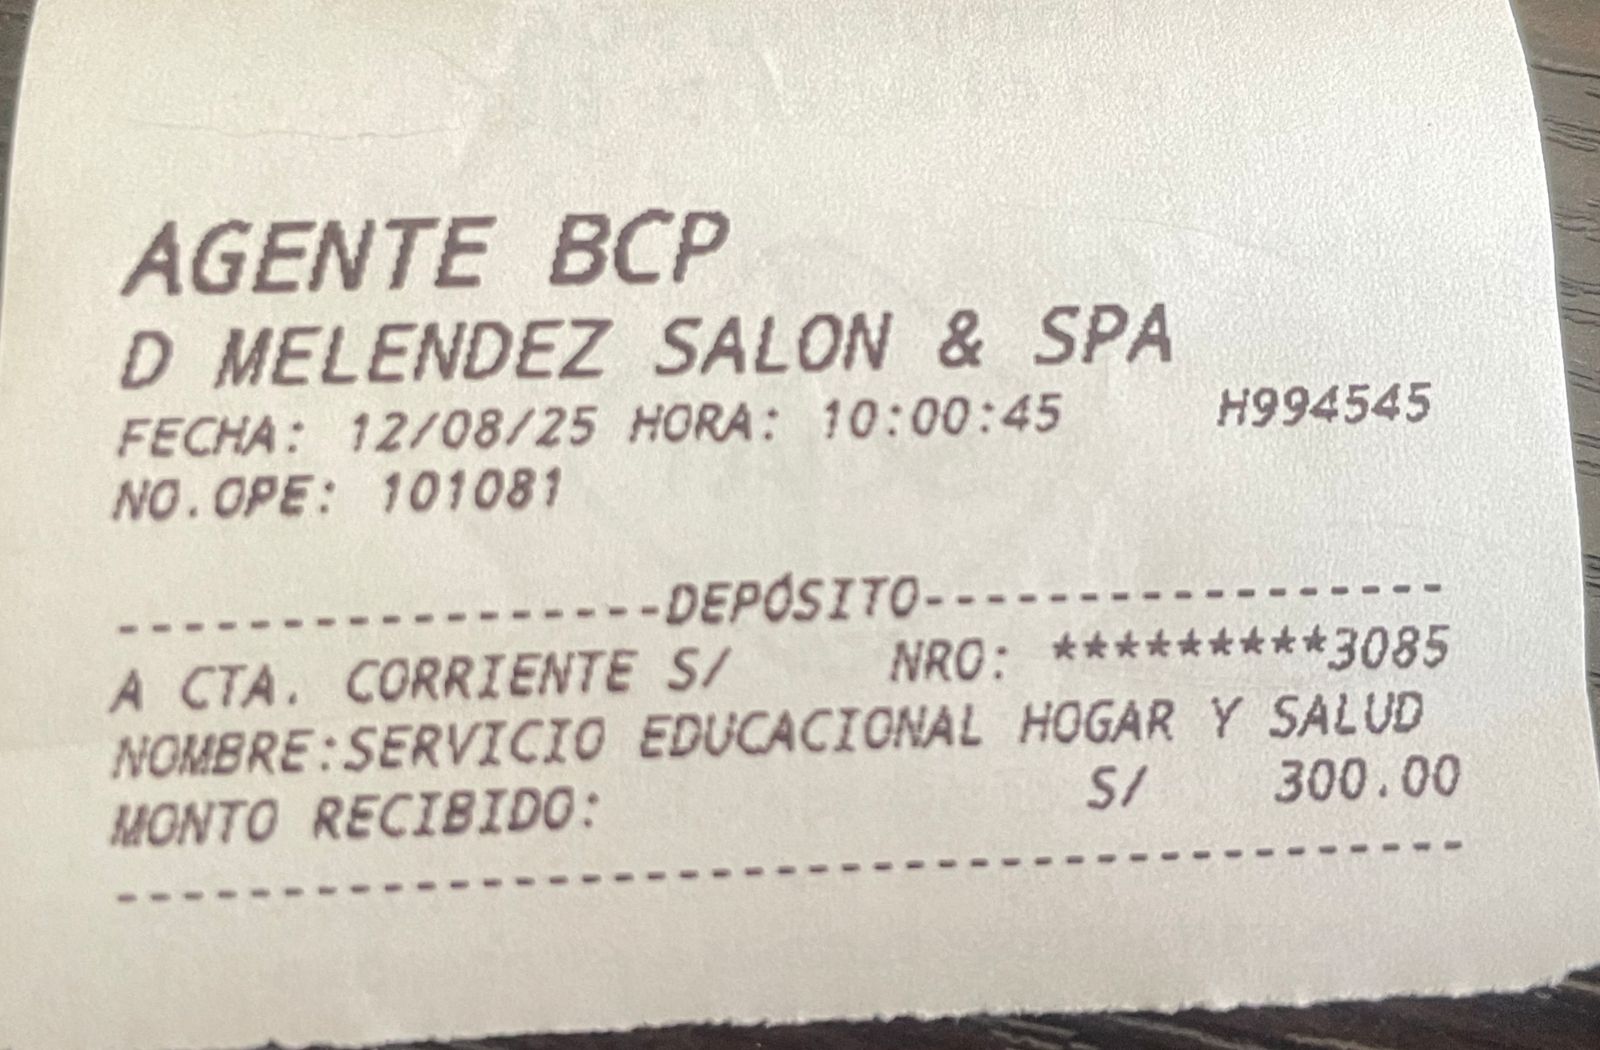 AGENTE BCP
D MELENDEZ SALON & SPA
FECHA: 12/08/25 HORA: 10:00:45 H994545
NO.OPE: 101081
-----------------DEPÓSITO-----------------
A CTA. CORRIENTE S/ NRO: *********3085
NOMBRE:SERVICIO EDUCACIONAL HOGAR Y SALUD
MONTO RECIBIDO: S/ 300.00
-----------------------------------------